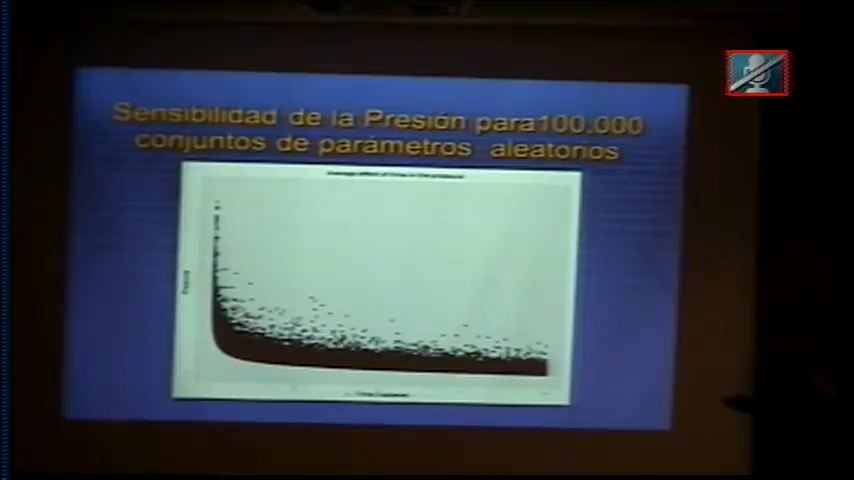 Sensibilidad de la Presión para100.000
conjuntos de parámetros aleatorios